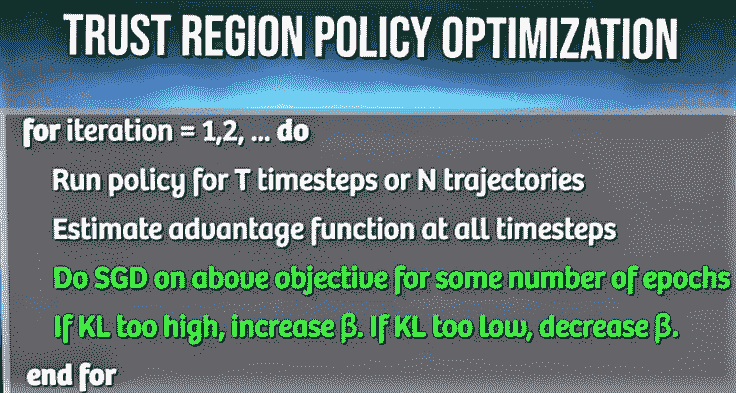 TRUST REGION POLICY OPTIMIZATION
for iteration = 1,2, ... do
Run policy for T timesteps or N trajectories
Estimate advantage function at all timesteps
Do SGD on above objective for some number of epochs
If KL too high, increase β. If KL too low, decrease β.
end for